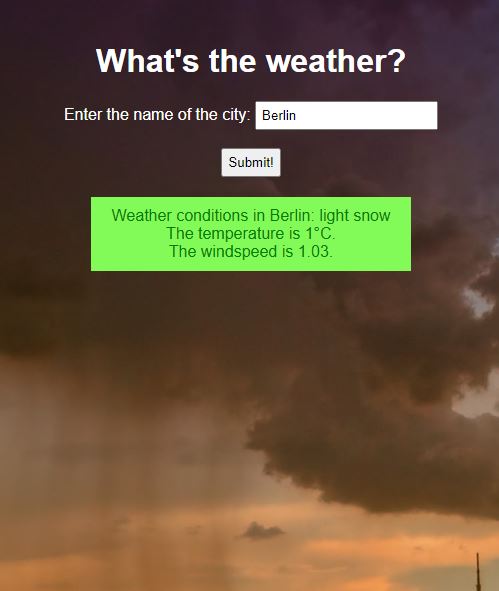 What's the weather?
Enter the name of the city: Berlin
Submit!
Weather conditions in Berlin: light snow
The temperature is 1°C.
The windspeed is 1.03.